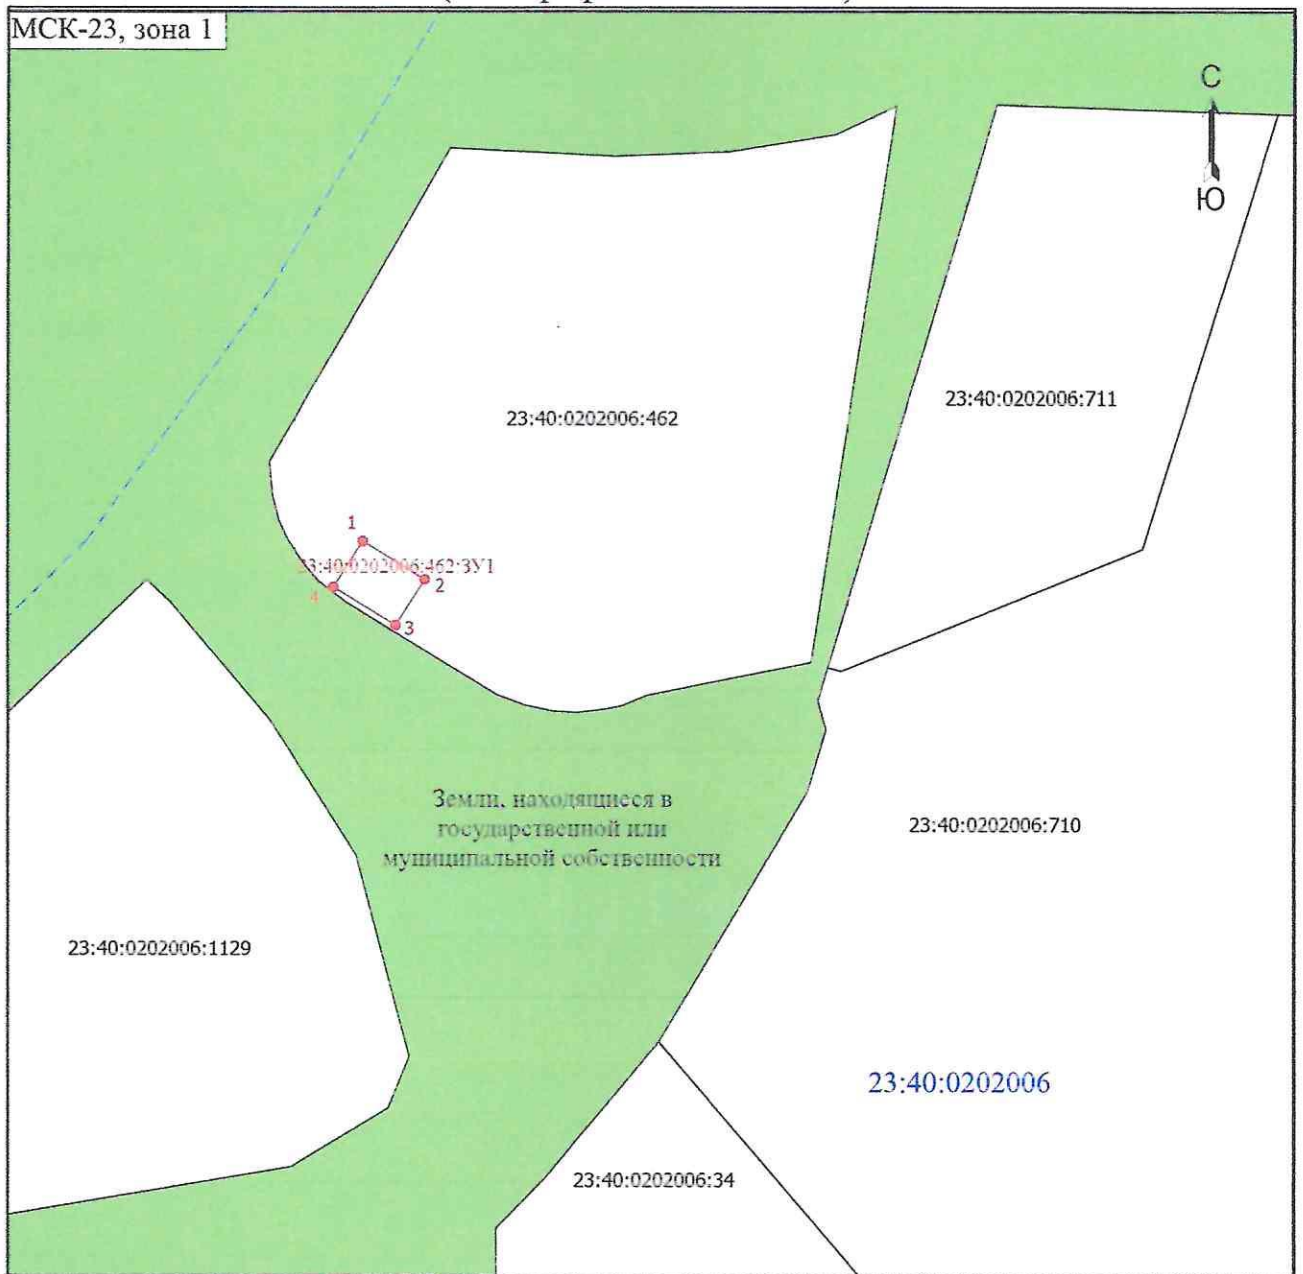 МСК-23, зона 1
С
Ю
23:40:0202006:711
23:40:0202006:462
1
23:40:0202006:462:ЗУ1
2
4
3
Земли, находящиеся в
государственной или
муниципальной собственности
23:40:0202006:710
23:40:0202006:1129
23:40:0202006
23:40:0202006:34